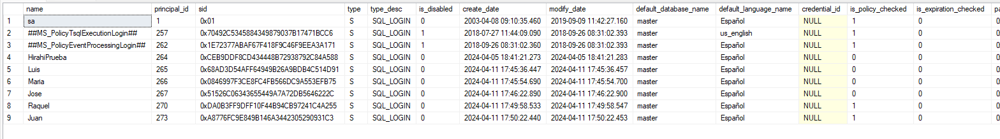 name principal_id sid type type_desc is_disabled create_date modify_date default_database_name default_language_name credential_id is_policy_checked is_expiration_checked pa
1 sa 1 0x01 S SQL_LOGIN 0 2003-04-08 09:10:35.460 2019-09-09 11:42:27.160 master Español NULL 1 0 0
2 ##MS_PolicyTsqlExecutionLogin## 257 0x70492C5345884349879037B17471BCC6 S SQL_LOGIN 1 2018-07-27 11:44:09.090 2018-09-26 08:31:02.393 master us_english NULL 1 0 0
3 ##MS_PolicyEventProcessingLogin## 262 0x1E72377ABAF67F418F9C46F9EEA3A171 S SQL_LOGIN 1 2018-09-26 08:31:02.360 2018-09-26 08:31:02.393 master Español NULL 1 0 0
4 HirahiPrueba 264 0xCEB9DDF8CD434448B72938792C84A588 S SQL_LOGIN 0 2024-04-05 18:41:21.273 2024-04-05 18:41:21.283 master Español NULL 0 0 0
5 Luis 265 0x68AD3D54AFF64949B26A9BDB4C514D91 S SQL_LOGIN 0 2024-04-11 17:45:36.447 2024-04-11 17:45:36.457 master Español NULL 0 0 0
6 Maria 266 0x0846997F3CE8FC4FB566DC9A553EFB75 S SQL_LOGIN 0 2024-04-11 17:45:54.690 2024-04-11 17:45:54.700 master Español NULL 0 0 0
7 Jose 267 0x51526C06343655449A7A72DB5646222C S SQL_LOGIN 0 2024-04-11 17:46:22.890 2024-04-11 17:46:22.900 master Español NULL 0 0 0
8 Raquel 270 0xDA0B3FF9DFF10F44B94CB97241C4A255 S SQL_LOGIN 0 2024-04-11 17:49:58.533 2024-04-11 17:49:58.547 master Español NULL 1 0 0
9 Juan 273 0xA8776FC9E849B146A3442305290931C3 S SQL_LOGIN 0 2024-04-11 17:50:22.440 2024-04-11 17:50:22.453 master Español NULL 1 0 0